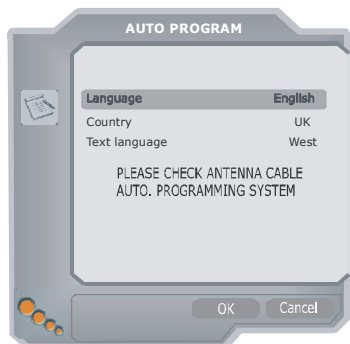 AUTO PROGRAM
Language English
Country UK
Text language West
PLEASE CHECK ANTENNA CABLE
AUTO. PROGRAMMING SYSTEM
OK Cancel